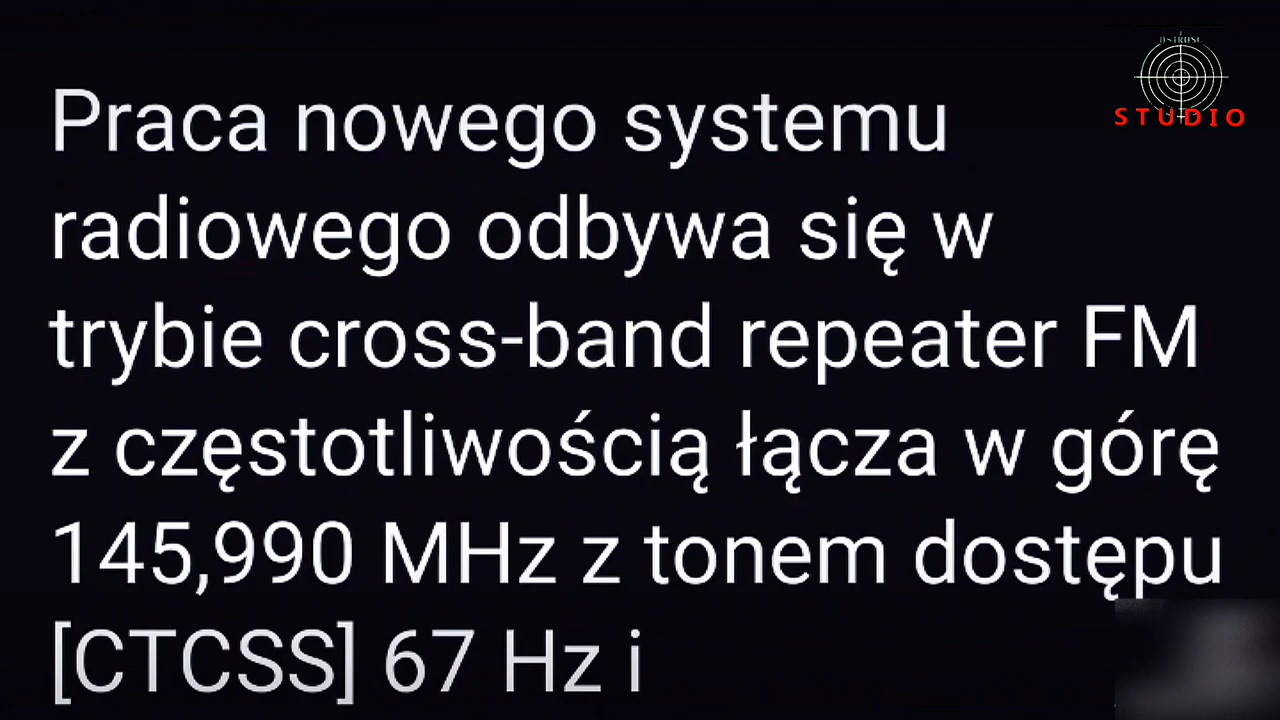 OSTROŚĆ
STUDIO
Praca nowego systemu
radiowego odbywa się w
trybie cross-band repeater FM
z częstotliwością łącza w górę
145,990 MHz z tonem dostępu
[CTCSS] 67 Hz i